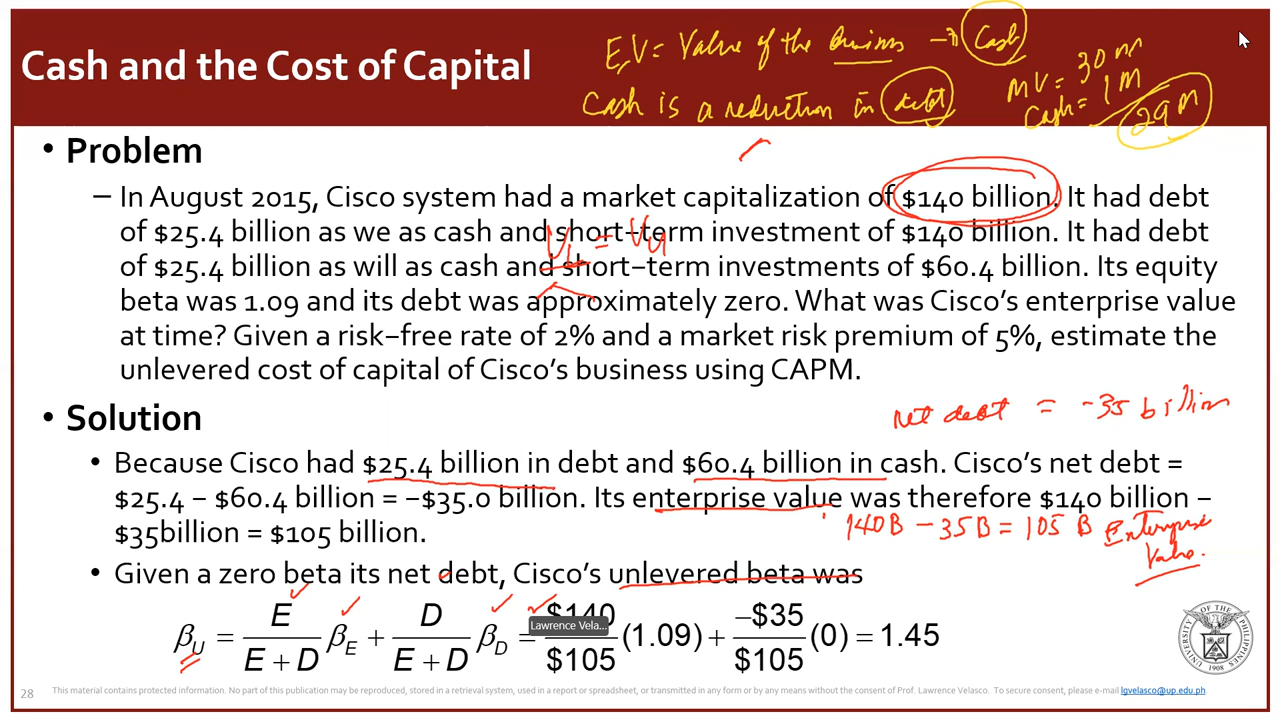 Cash and the Cost of Capital
E,V = Value of the business → Cash
Cash is a reduction in debt
MV = 30 M
Cash = 1 M
29 M
• Problem
– In August 2015, Cisco system had a market capitalization of $140 billion. It had debt
of $25.4 billion as we as cash and short-term investment of $140 billion. It had debt
VL = VU
of $25.4 billion as will as cash and short-term investments of $60.4 billion. Its equity
beta was 1.09 and its debt was approximately zero. What was Cisco's enterprise value
at time? Given a risk-free rate of 2% and a market risk premium of 5%, estimate the
unlevered cost of capital of Cisco's business using CAPM.
net debt = -35 billion
• Solution
• Because Cisco had $25.4 billion in debt and $60.4 billion in cash. Cisco's net debt =
$25.4 – $60.4 billion = –$35.0 billion. Its enterprise value was therefore $140 billion –
$35billion = $105 billion.
140B - 35B = 105 B Enterprise
Value.
• Given a zero beta its net debt, Cisco's unlevered beta was
βU = E/E+D βE + D/E+D βD = $140/$105 (1.09) + –$35/$105 (0) = 1.45
Lawrence Vela...
UNIVERSITY OF THE PHILIPPINES
1908
28
This material contains protected information. No part of this publication may be reproduced, stored in a retrieval system, used in a report or spreadsheet, or transmitted in any form or by any means without the consent of Prof. Lawrence Velasco. To secure consent, please e-mail lgvelasco@up.edu.ph